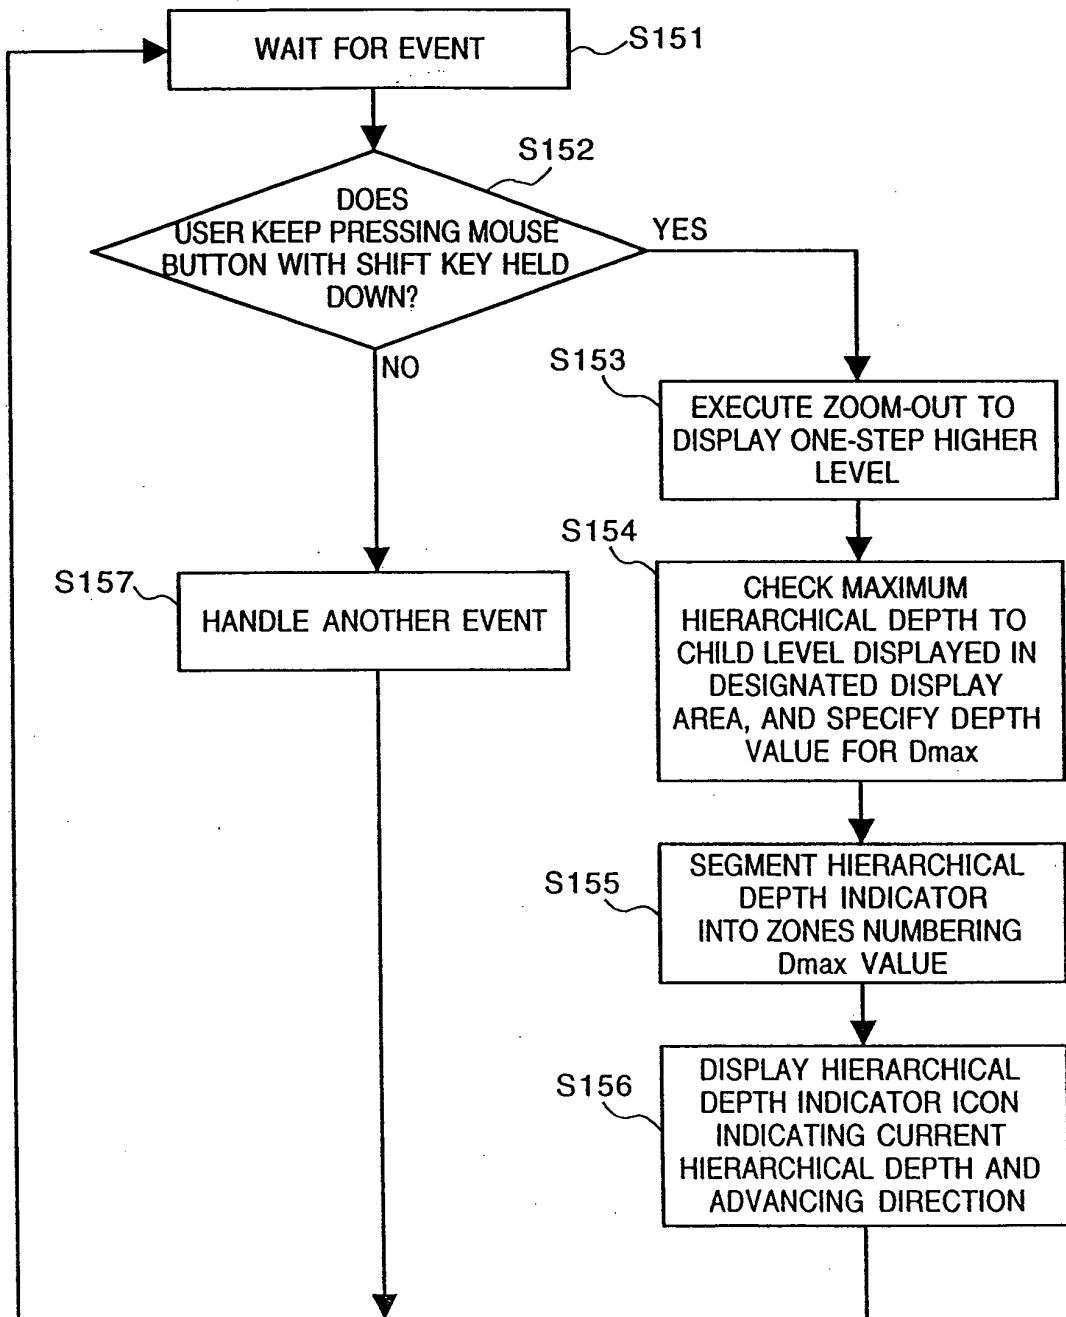 WAIT FOR EVENT
S151
S152
DOES
USER KEEP PRESSING MOUSE
BUTTON WITH SHIFT KEY HELD
DOWN?
YES
NO
S153
EXECUTE ZOOM-OUT TO
DISPLAY ONE-STEP HIGHER
LEVEL
S154
CHECK MAXIMUM
HIERARCHICAL DEPTH TO
CHILD LEVEL DISPLAYED IN
DESIGNATED DISPLAY
AREA, AND SPECIFY DEPTH
VALUE FOR Dmax
S157
HANDLE ANOTHER EVENT
S155
SEGMENT HIERARCHICAL
DEPTH INDICATOR
INTO ZONES NUMBERING
Dmax VALUE
S156
DISPLAY HIERARCHICAL
DEPTH INDICATOR ICON
INDICATING CURRENT
HIERARCHICAL DEPTH AND
ADVANCING DIRECTION